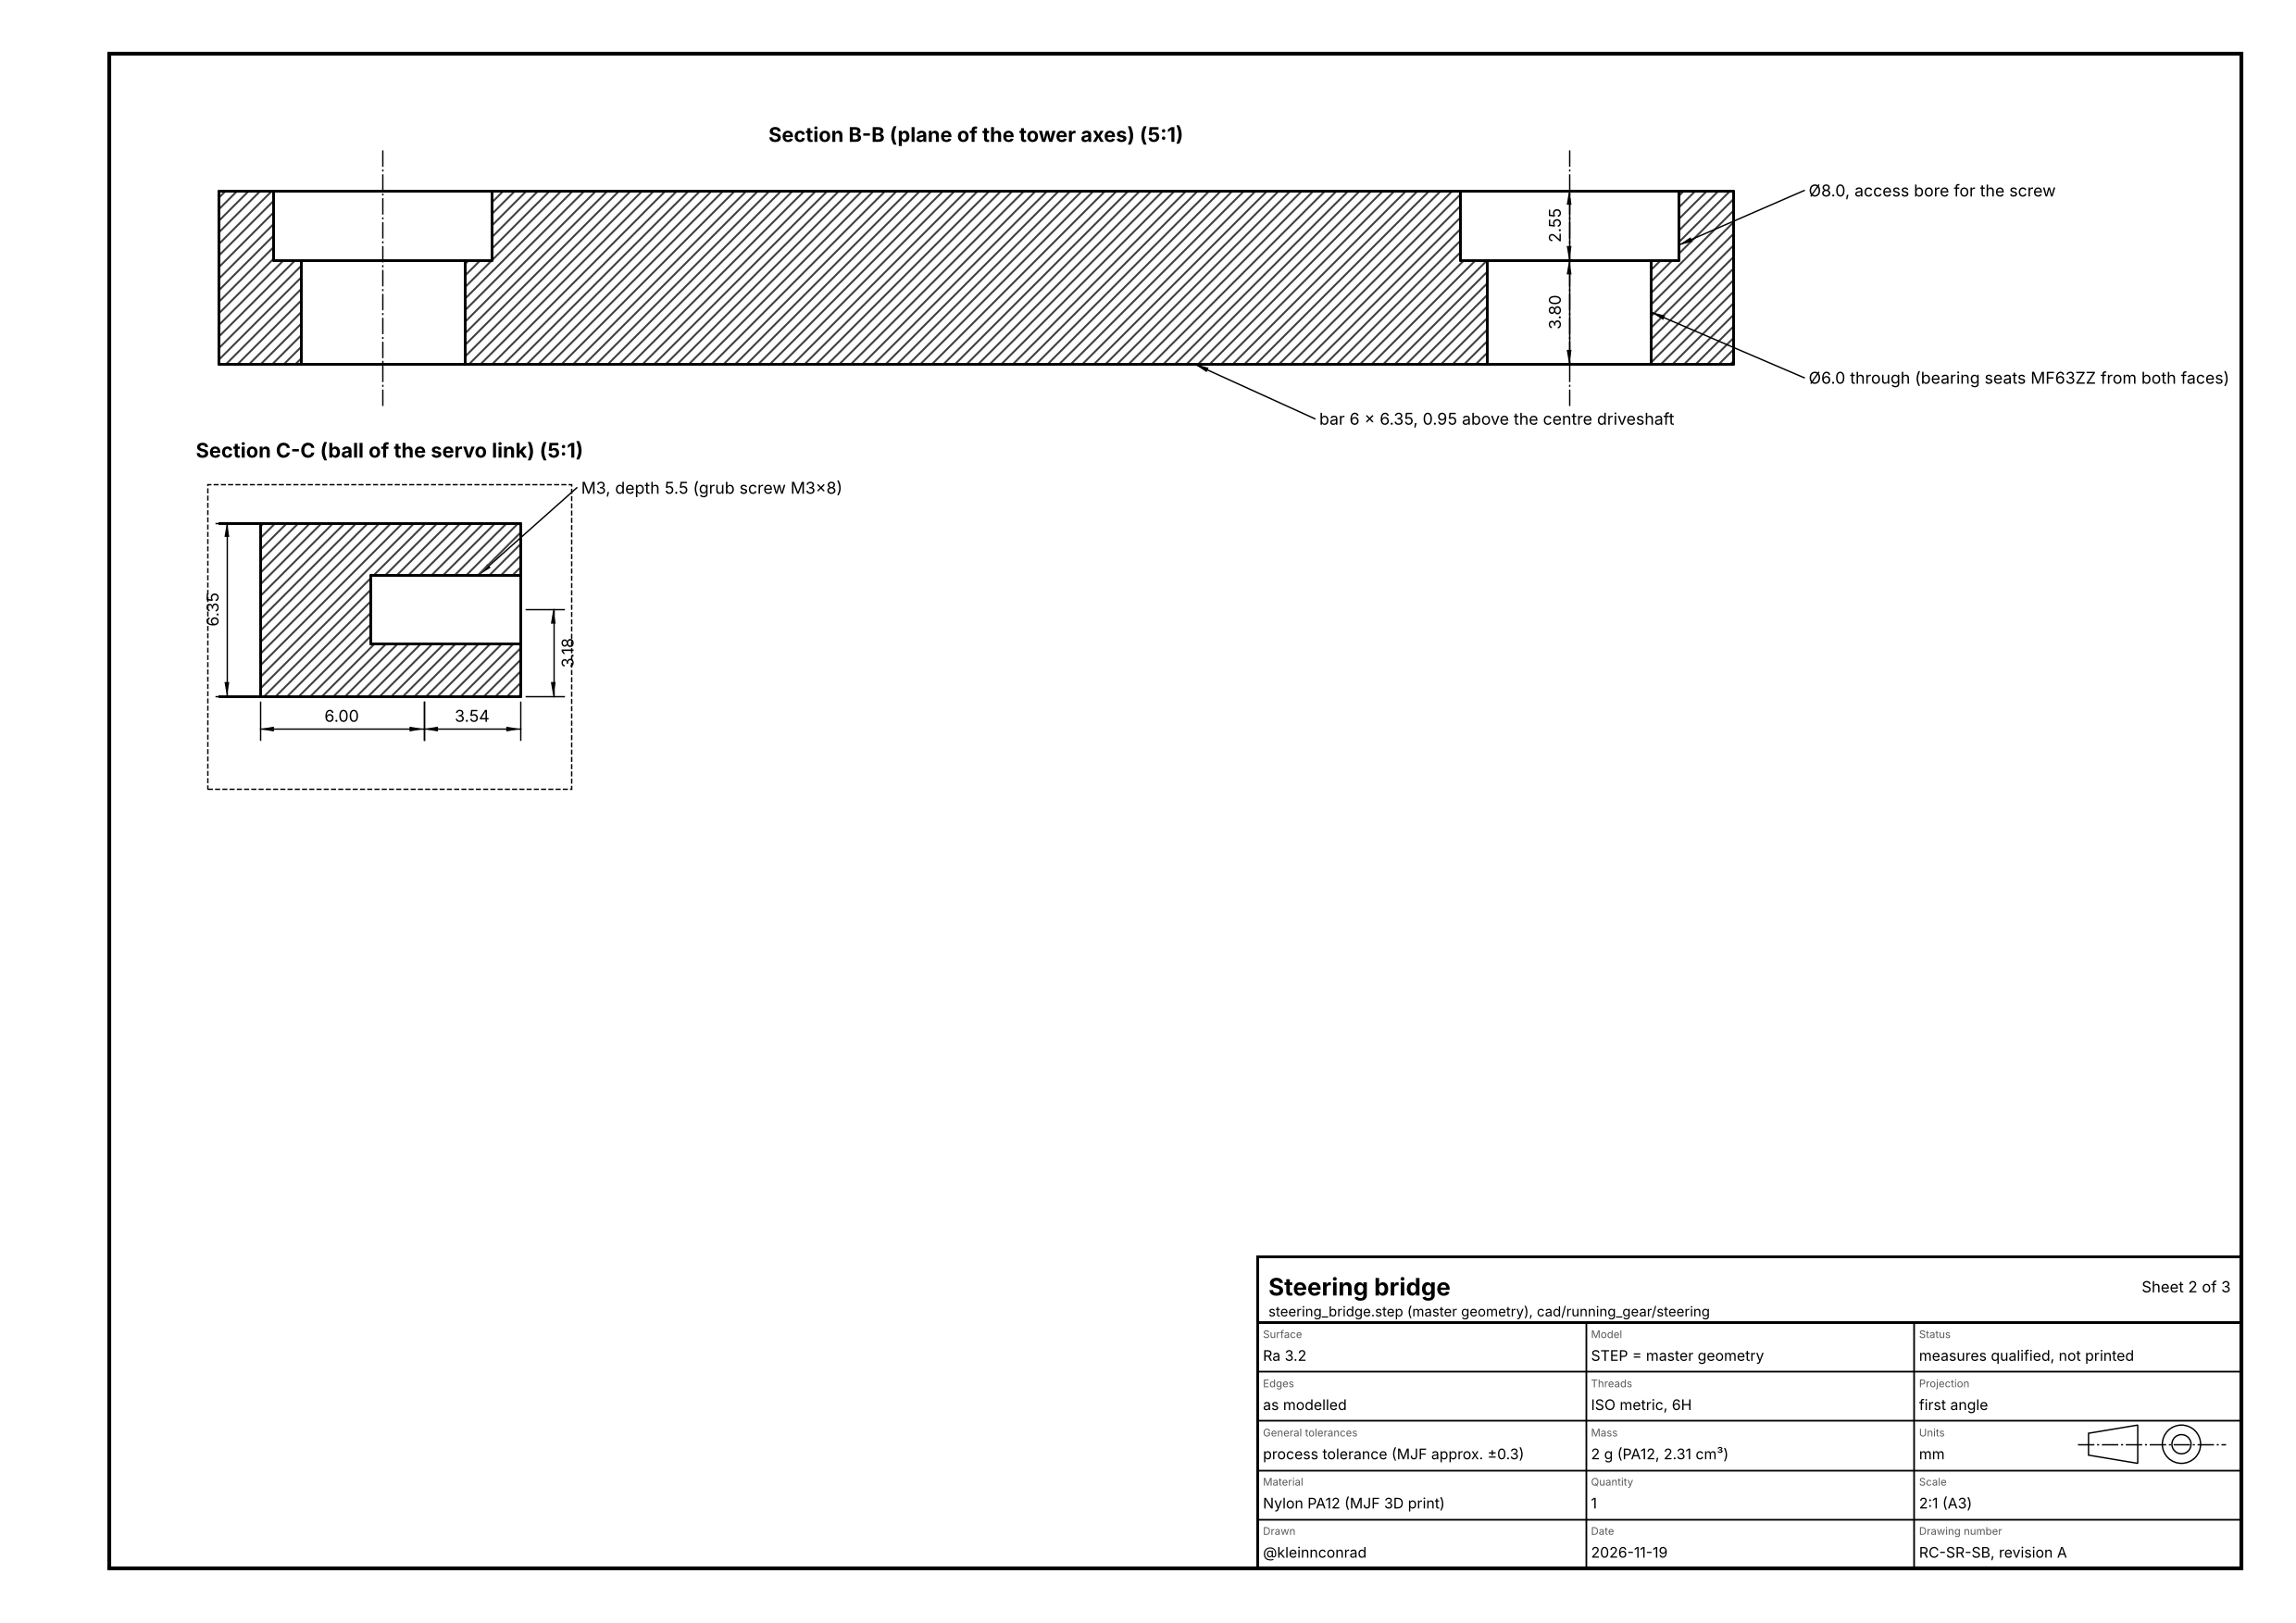 Section B-B (plane of the tower axes) (5:1)
Ø8.0, access bore for the screw
2.55
3.80
Ø6.0 through (bearing seats MF63ZZ from both faces)
bar 6 × 6.35, 0.95 above the centre driveshaft
Section C-C (ball of the servo link) (5:1)
M3, depth 5.5 (grub screw M3×8)
6.35
3.18
6.00
3.54
Steering bridge
Sheet 2 of 3
steering_bridge.step (master geometry), cad/running_gear/steering
Surface
Ra 3.2
Model
STEP = master geometry
Status
measures qualified, not printed
Edges
as modelled
Threads
ISO metric, 6H
Projection
first angle
General tolerances
process tolerance (MJF approx. ±0.3)
Mass
2 g (PA12, 2.31 cm³)
Units
mm
Material
Nylon PA12 (MJF 3D print)
Quantity
1
Scale
2:1 (A3)
Drawn
@kleinnconrad
Date
2026-11-19
Drawing number
RC-SR-SB, revision A